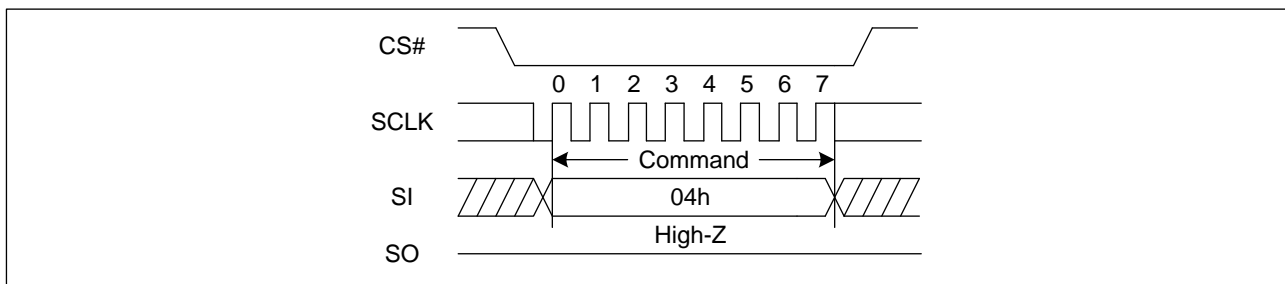 CS#
0 1 2 3 4 5 6 7
SCLK
Command
SI
04h
High-Z
SO